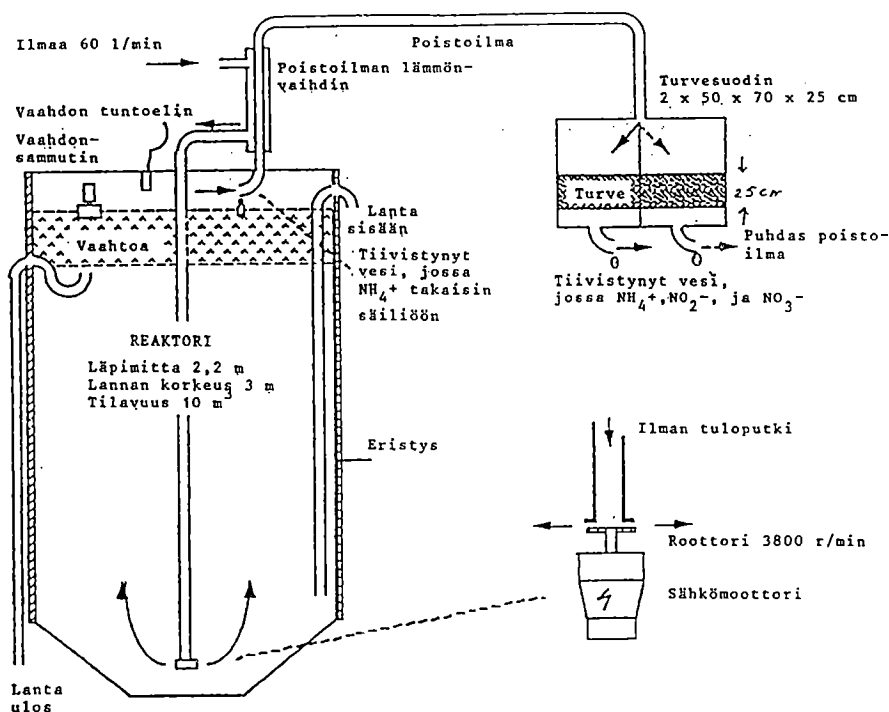 Ilmaa 60 l/min
Poistoilma
Poistoilman lämmön-
vaihdin
Vaahdon tuntoelin
Vaahdon-
sammutin
Turvesuodin
2 x 50 x 70 x 25 cm
Turve
25cm
Puhdas poisto-
ilma
Tiivistynyt vesi,
jossa NH₄+,NO₂-, ja NO₃-
Lanta
sisään
Vaahtoa
Tiivistynyt
vesi, jossa
NH₄+ takaisin
säiliöön
REAKTORI
Läpimitta 2,2 m
Lannan korkeus 3 m
Tilavuus 10 m³
Eristys
Ilman tuloputki
Roottori 3800 r/min
Sähkömoottori
Lanta
ulos